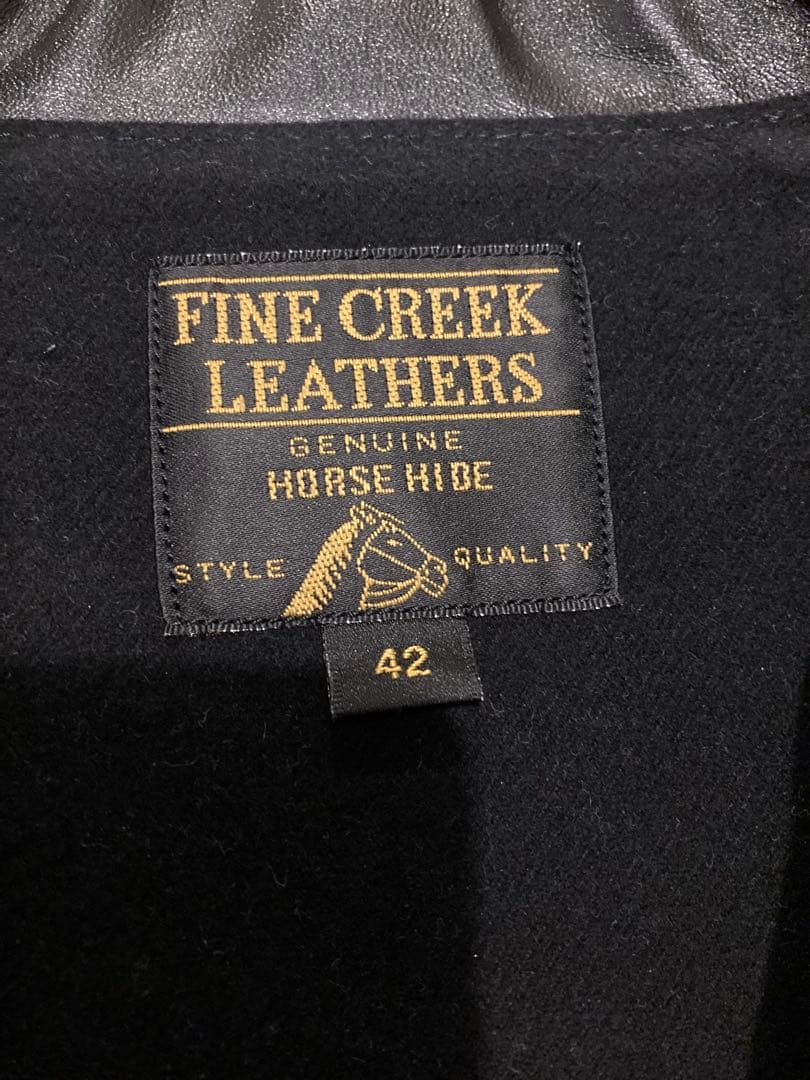 FINE CREEK
LEATHERS
GENUINE
HORSE HIDE
STYLE QUALITY
42